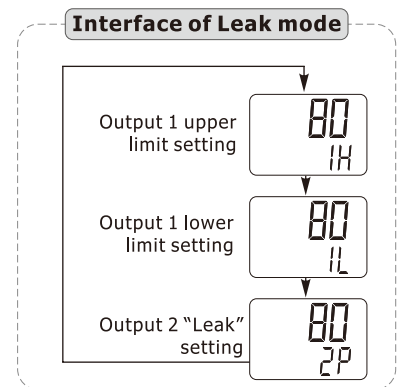 Interface of Leak mode
Output 1 upper
limit setting
80
1H
Output 1 lower
limit setting
80
1L
Output 2 “Leak”
setting
80
2P